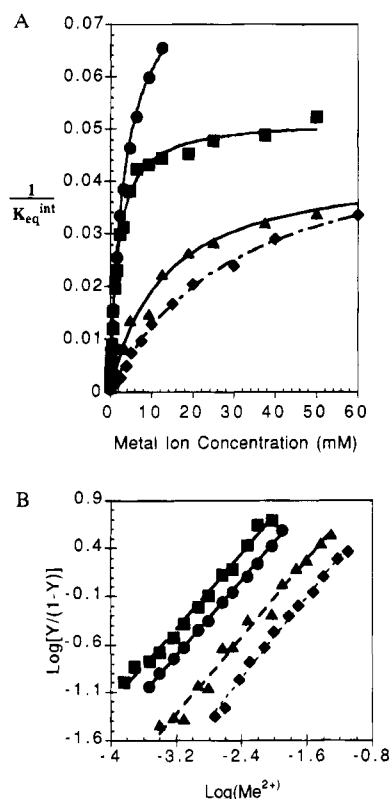 A
0.07
0.06
0.05
0.04
0.03
0.02
0.01
0
1
K_eq^int
0 10 20 30 40 50 60
Metal Ion Concentration (mM)
B
0.9
0.4
-0.1
-0.6
-1.1
-1.6
Log[Y/(1-Y)]
-4 -3.2 -2.4 -1.6 -0.8
Log(Me²⁺)